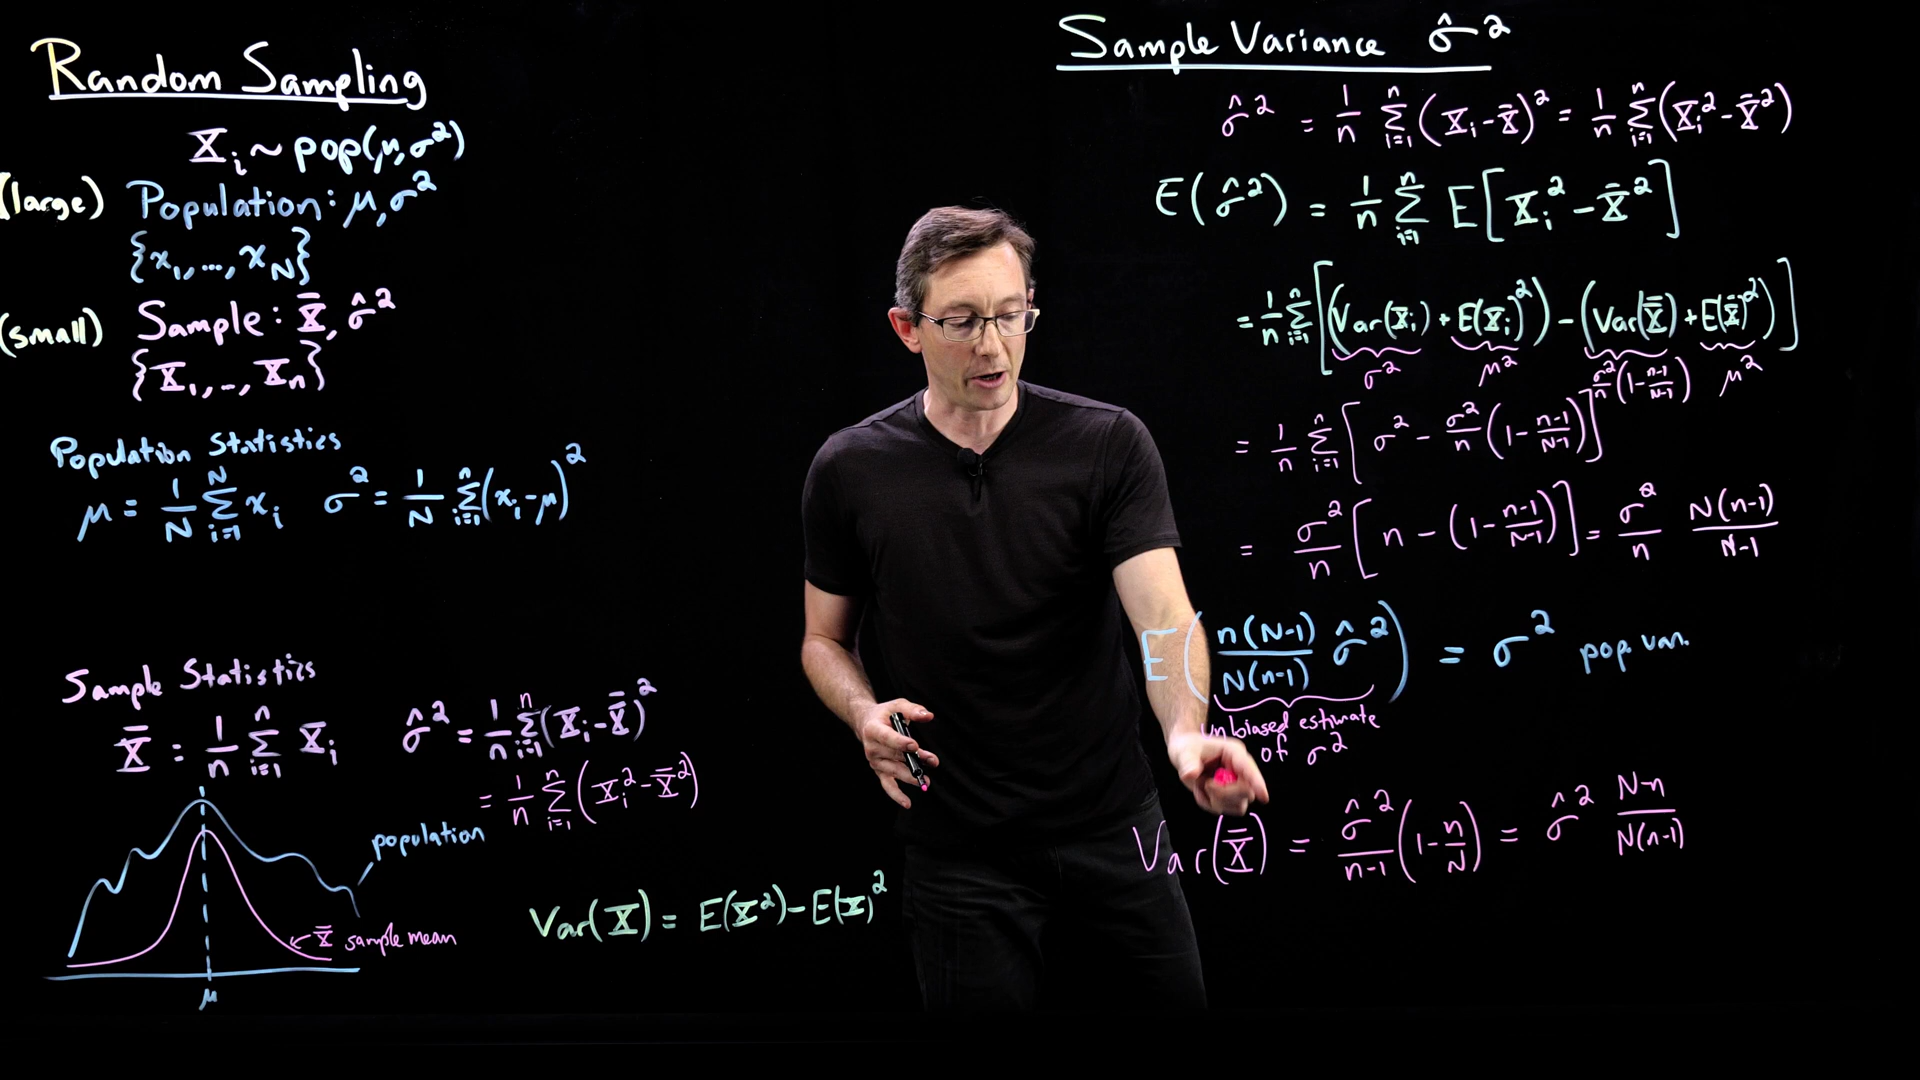 Random Sampling
X_i ~ pop(μ, σ²)
(large) Population: μ, σ²
{x₁, ..., x_N}
(small) Sample: X̄, σ̂²
{X₁, .., X_n}
Population Statistics
μ = 1/N Σ_{i=1}^{N} x_i   σ² = 1/N Σ_{i=1}^{n} (x_i - μ)²
Sample Statistics
X̄ = 1/n Σ_{i=1}^{n} X_i   σ̂² = 1/n Σ_{i=1}^{n} (X_i - X̄)²
= 1/n Σ_{i=1}^{n} (X_i² - X̄²)
population
X̄ sample mean
μ
Var(X) = E(X²) - E(X)²
Sample Variance σ̂²
σ̂² = 1/n Σ_{i=1}^{n} (X_i - X̄)² = 1/n Σ_{i=1}^{n} (X_i² - X̄²)
E(σ̂²) = 1/n Σ_{i=1}^{n} E[X_i² - X̄²]
= 1/n Σ_{i=1}^{n} [(Var(X_i) + E(X_i)²) - (Var(X̄) + E(X̄)²)]
σ² μ² σ²/n (1 - n-1/N-1) μ²
= 1/n Σ_{i=1}^{n} [σ² - σ²/n (1 - n-1/N-1)]
= σ²/n [n - (1 - n-1/N-1)] = σ²/n N(n-1)/N-1
E(n(N-1)/N(n-1) σ̂²) = σ² pop. var.
unbiased estimate
of σ²
Var(X̄) = σ̂²/n-1 (1 - n/N) = σ̂² N-n/N(n-1)